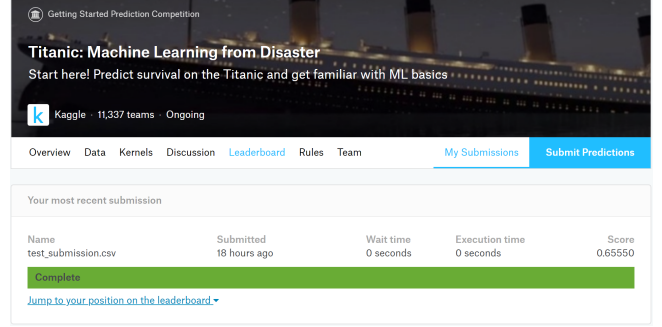 Getting Started Prediction Competition
Titanic: Machine Learning from Disaster
Start here! Predict survival on the Titanic and get familiar with ML basics
k Kaggle · 11,337 teams · Ongoing
Overview Data Kernels Discussion Leaderboard Rules Team My Submissions Submit Predictions
Your most recent submission
Name Submitted Wait time Execution time Score
test_submission.csv 18 hours ago 0 seconds 0 seconds 0.65550
Complete
Jump to your position on the leaderboard